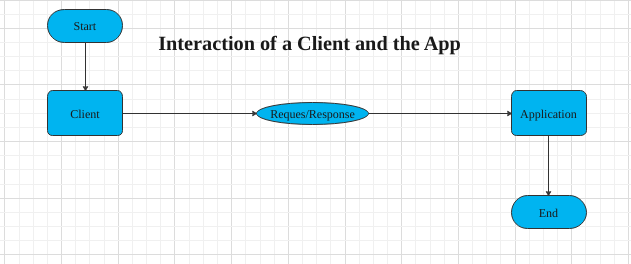 Start
Interaction of a Client and the App
Client
Reques/Response
Application
End